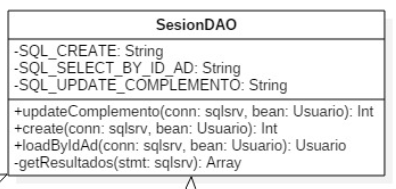 SesionDAO
-SQL_CREATE: String
-SQL_SELECT_BY_ID_AD: String
-SQL_UPDATE_COMPLEMENTO: String
+updateComplemento(conn: sqlsrv, bean: Usuario): Int
+create(conn: sqlsrv, bean: Usuario): Int
+loadByIdAd(conn: sqlsrv, bean: Usuario): Usuario
-getResultados(stmt: sqlsrv): Array